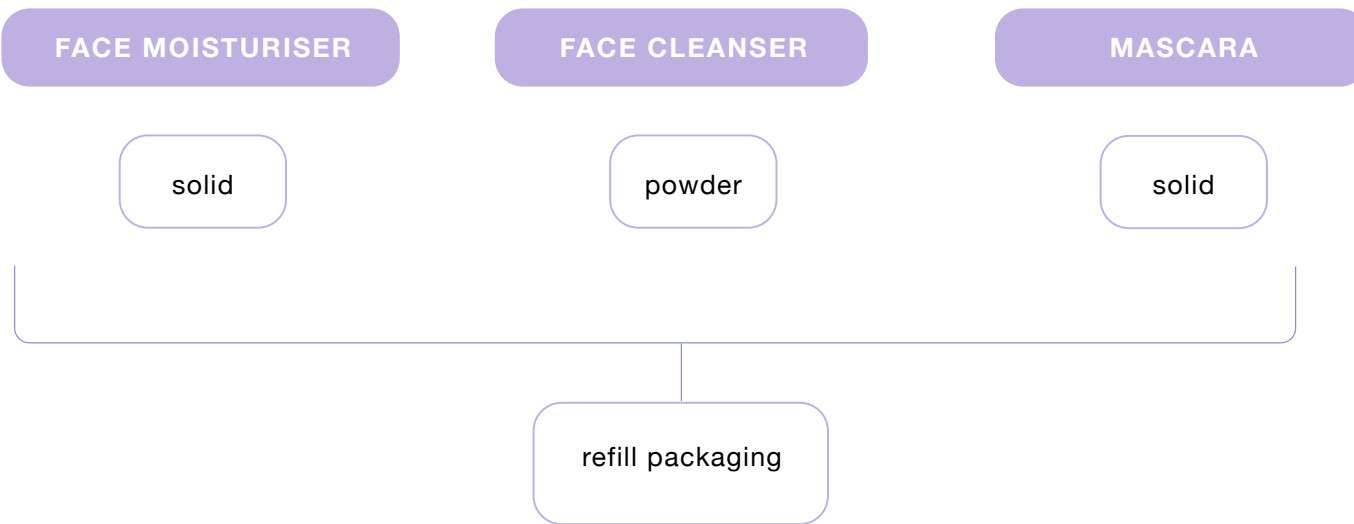 FACE MOISTURISER
FACE CLEANSER
MASCARA
solid
powder
solid
refill packaging